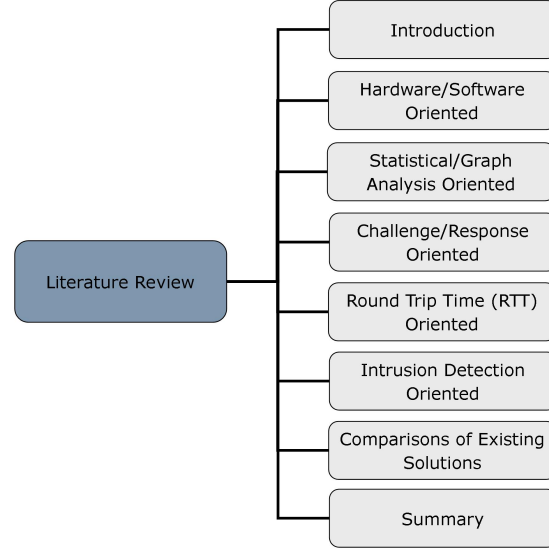 Introduction
Hardware/Software
Oriented
Statistical/Graph
Analysis Oriented
Challenge/Response
Oriented
Literature Review
Round Trip Time (RTT)
Oriented
Intrusion Detection
Oriented
Comparisons of Existing
Solutions
Summary